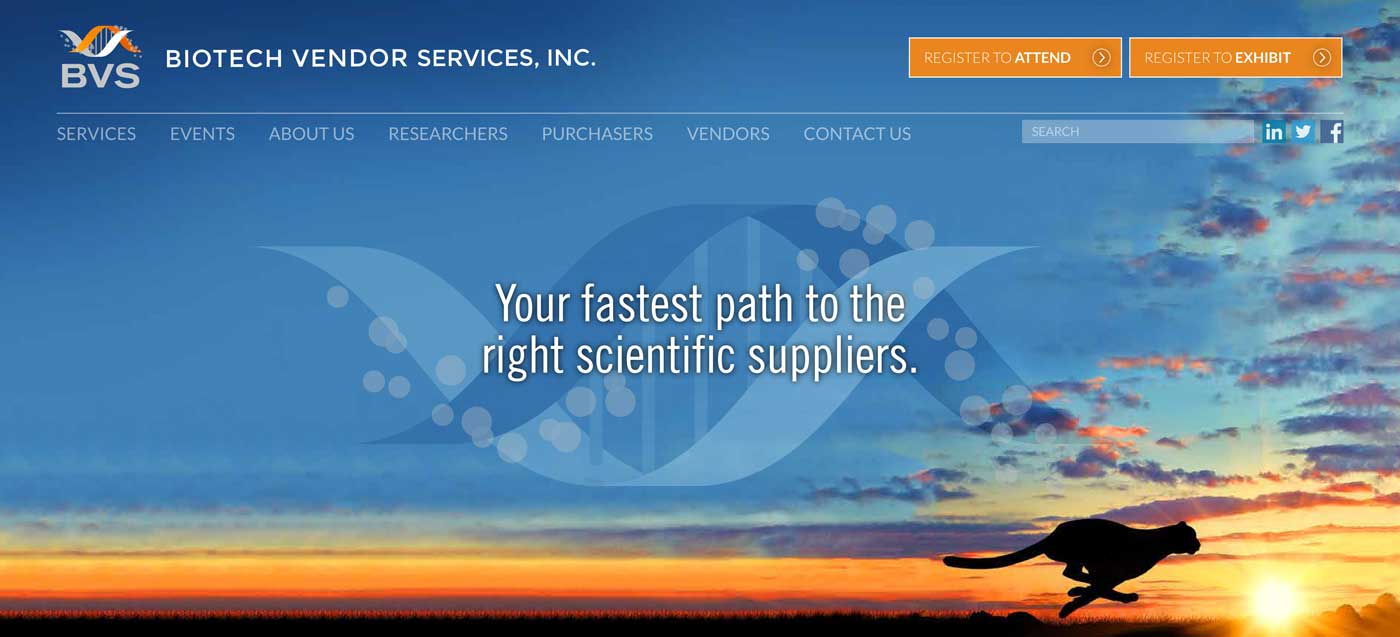 BVS
BIOTECH VENDOR SERVICES, INC.
REGISTER TO ATTEND
REGISTER TO EXHIBIT
SERVICES
EVENTS
ABOUT US
RESEARCHERS
PURCHASERS
VENDORS
CONTACT US
SEARCH
in
f
Your fastest path to the
right scientific suppliers.